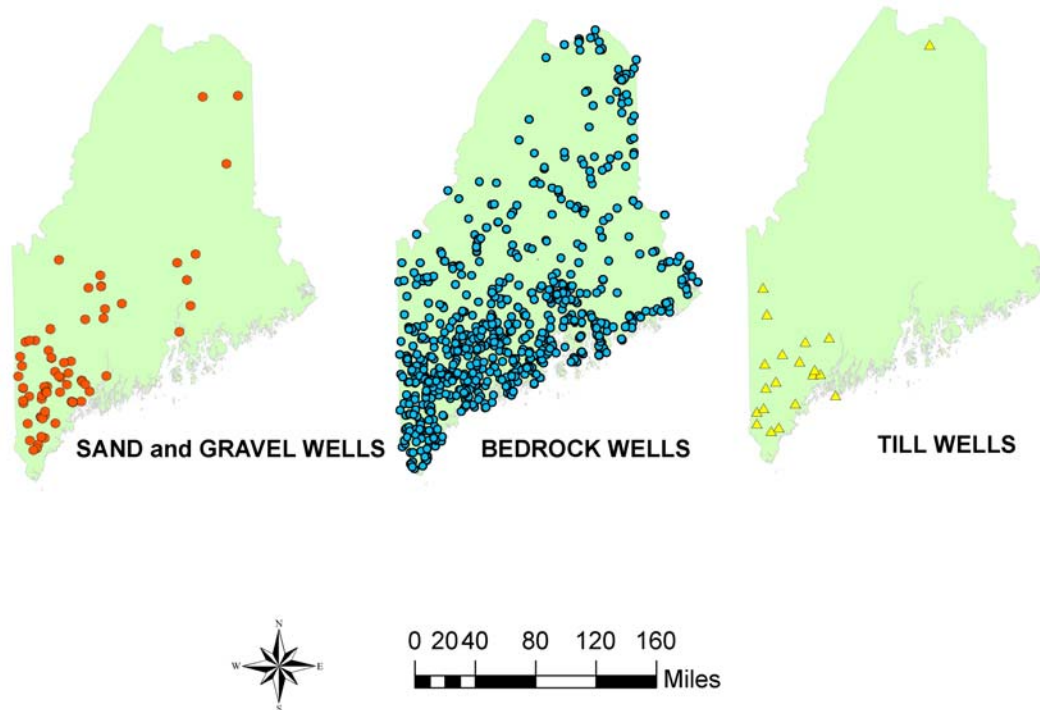 SAND and GRAVEL WELLS
BEDROCK WELLS
TILL WELLS
N
W E
S
0 20 40 80 120 160
Miles